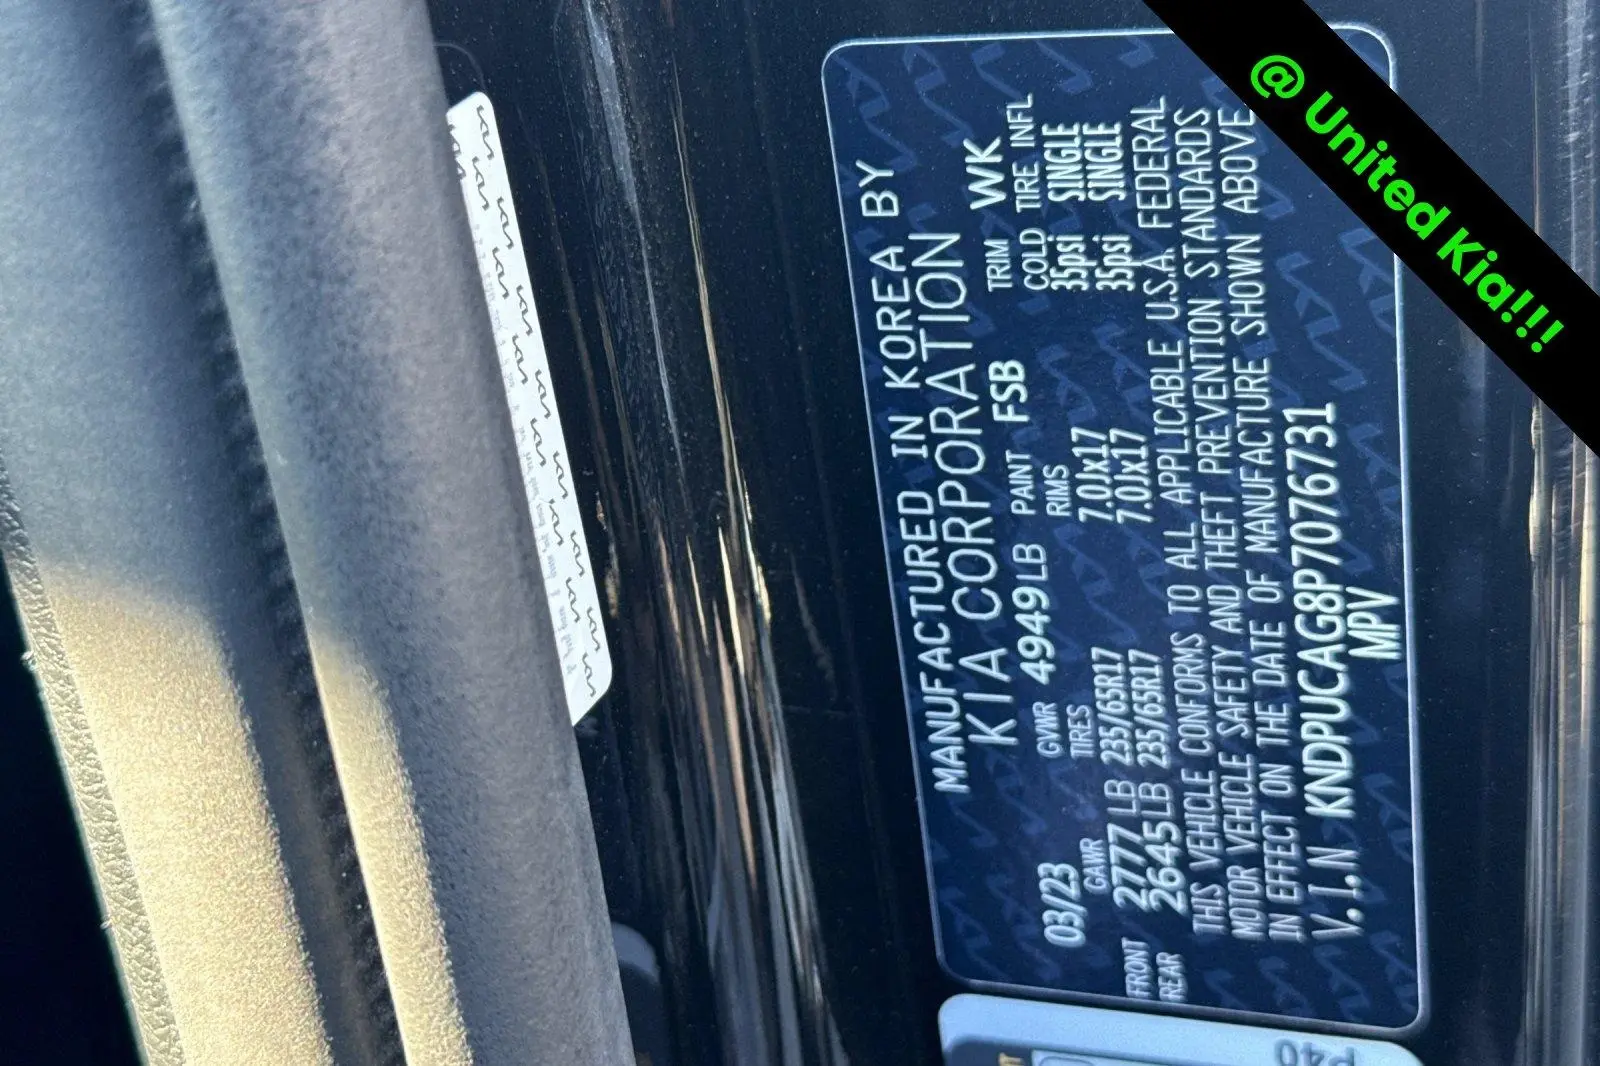 @ United Kia!!!
MANUFACTURED IN KOREA BY
KIA CORPORATION
03/23 GVWR 4949LB PAINT FSB TRIM WK
GAWR TIRES RIMS COLD TIRE INFL
FRONT 2777 LB 235/65R17 7.0Jx17 35psi SINGLE
REAR 2645LB 235/65R17 7.0Jx17 35psi SINGLE
THIS VEHICLE CONFORMS TO ALL APPLICABLE U.S.A. FEDERAL
MOTOR VEHICLE SAFETY AND THEFT PREVENTION STANDARDS
IN EFFECT ON THE DATE OF MANUFACTURE SHOWN ABOVE
V.I.N KNDPUCAG8P7076731
MPV